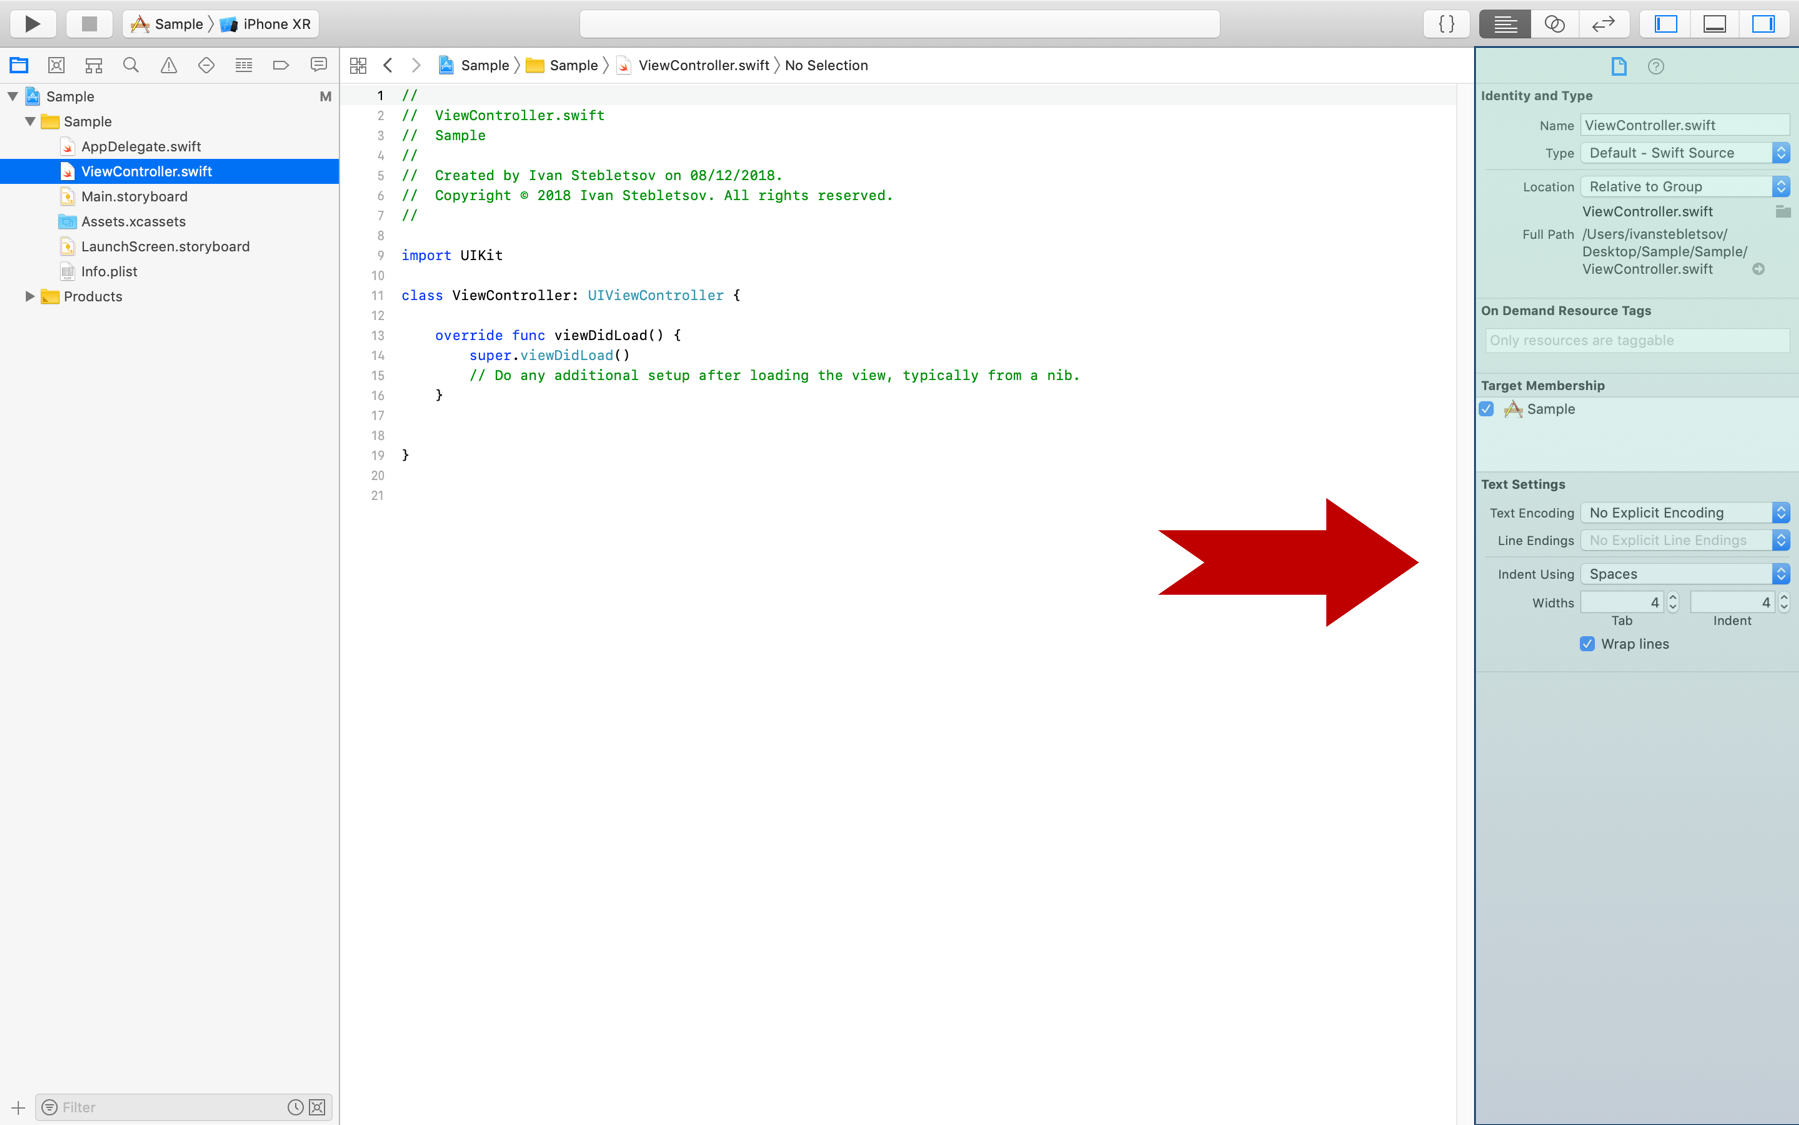 Sample 〉 iPhone XR
{ }
Sample M
Sample
AppDelegate.swift
ViewController.swift
Main.storyboard
Assets.xcassets
LaunchScreen.storyboard
Info.plist
Products
Filter
Sample 〉 Sample 〉 ViewController.swift 〉 No Selection
1 //
2 //  ViewController.swift
3 //  Sample
4 //
5 //  Created by Ivan Stebletsov on 08/12/2018.
6 //  Copyright © 2018 Ivan Stebletsov. All rights reserved.
7 //
8
9 import UIKit
10
11 class ViewController: UIViewController {
12
13     override func viewDidLoad() {
14         super.viewDidLoad()
15         // Do any additional setup after loading the view, typically from a nib.
16     }
17
18
19 }
20
21
?
Identity and Type
Name ViewController.swift
Type Default - Swift Source
Location Relative to Group
ViewController.swift
Full Path /Users/ivanstebletsov/
Desktop/Sample/Sample/
ViewController.swift
On Demand Resource Tags
Only resources are taggable
Target Membership
Sample
Text Settings
Text Encoding No Explicit Encoding
Line Endings No Explicit Line Endings
Indent Using Spaces
Widths 4 4
Tab Indent
Wrap lines